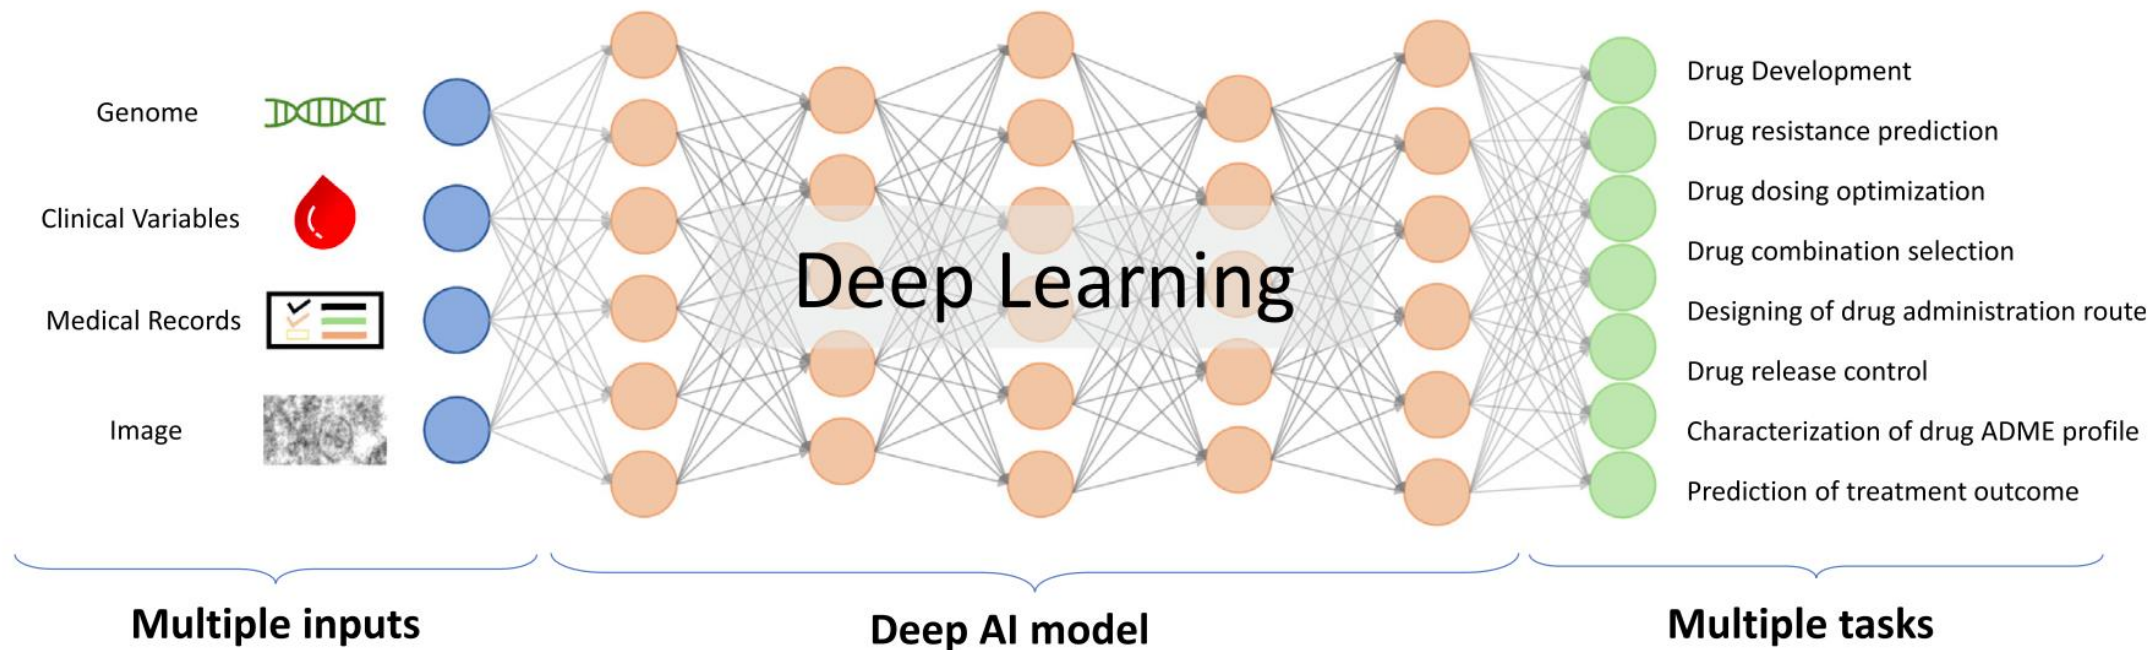 Genome
Clinical Variables
Medical Records
Image
Deep Learning
Drug Development
Drug resistance prediction
Drug dosing optimization
Drug combination selection
Designing of drug administration route
Drug release control
Characterization of drug ADME profile
Prediction of treatment outcome
Multiple inputs
Deep AI model
Multiple tasks